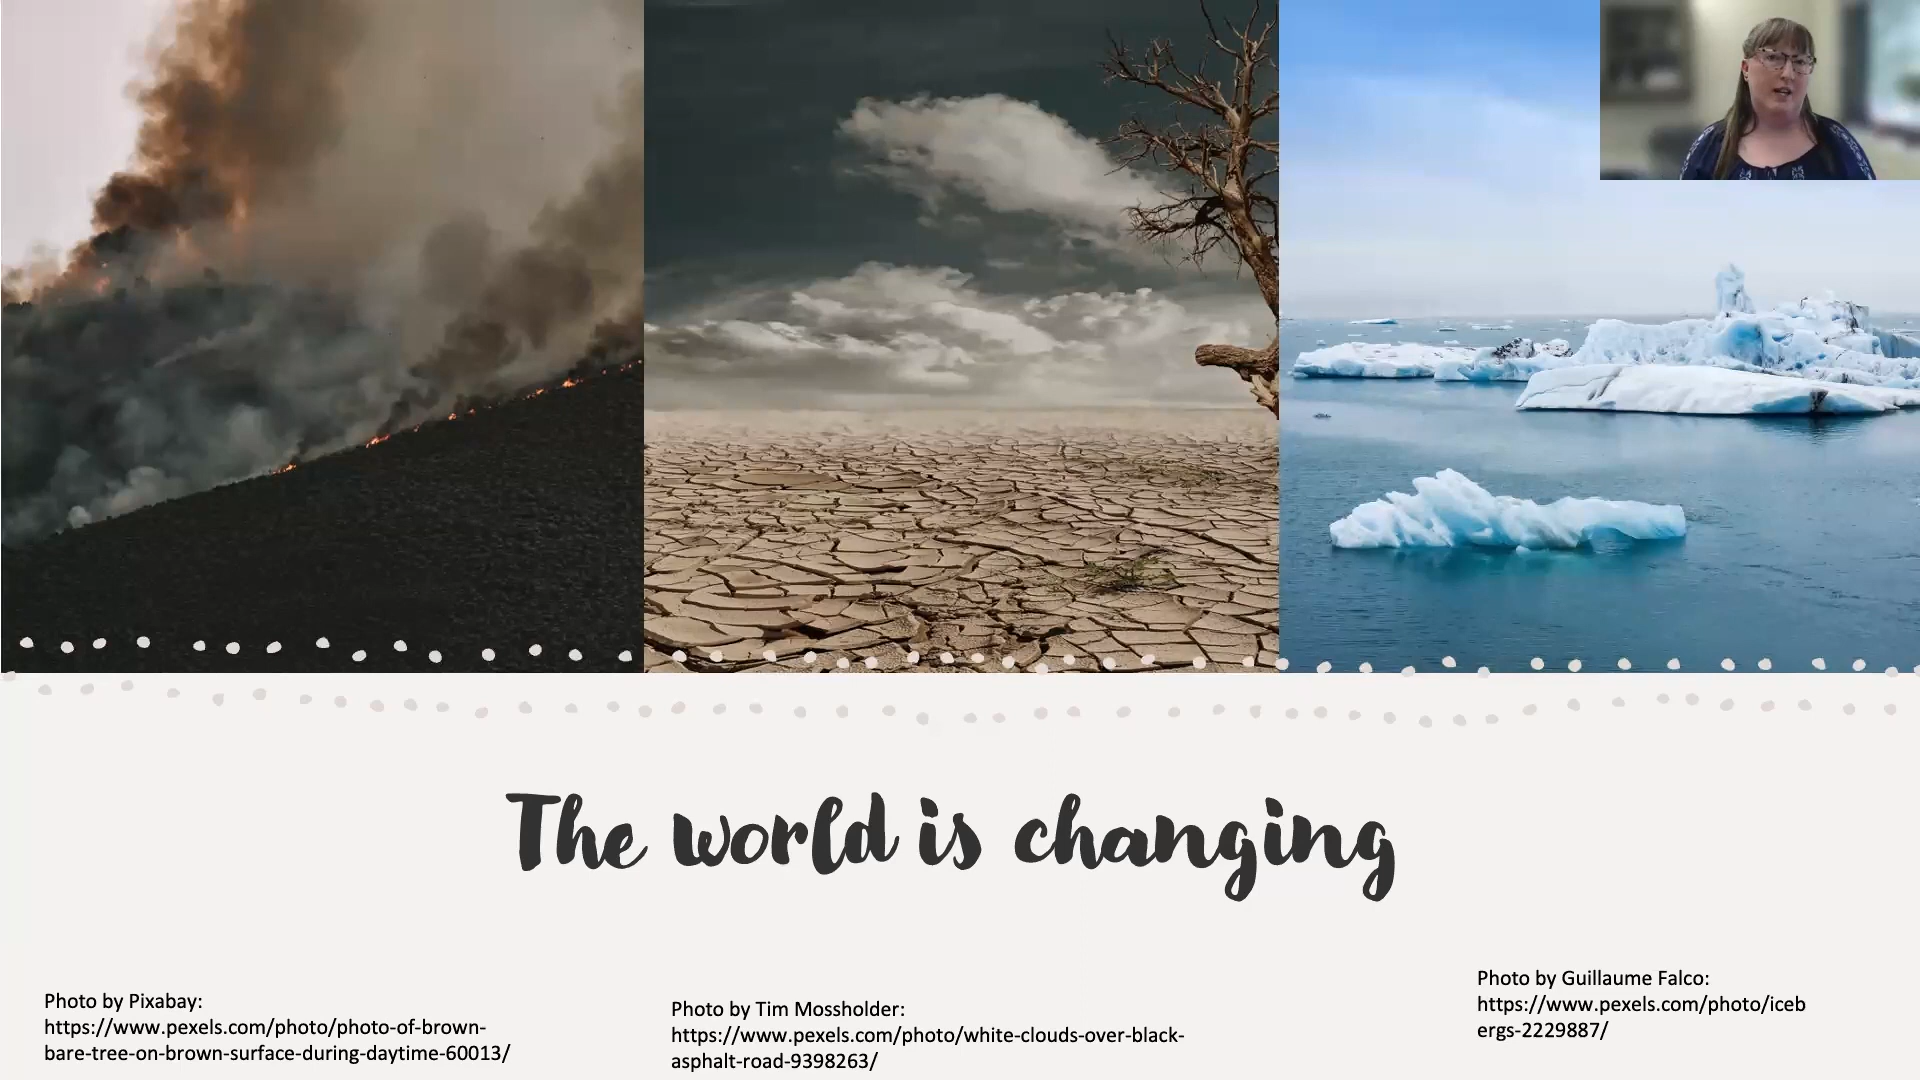 The world is changing
Photo by Pixabay:
https://www.pexels.com/photo/photo-of-brown-
bare-tree-on-brown-surface-during-daytime-60013/
Photo by Tim Mossholder:
https://www.pexels.com/photo/white-clouds-over-black-
asphalt-road-9398263/
Photo by Guillaume Falco:
https://www.pexels.com/photo/iceb
ergs-2229887/